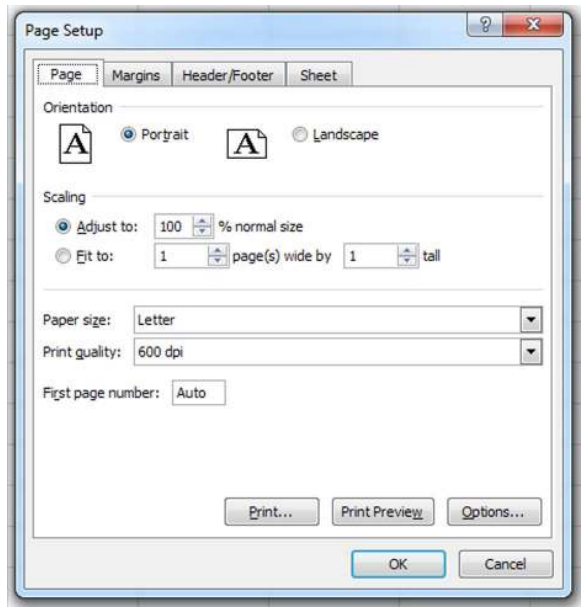 Page Setup
Page Margins Header/Footer Sheet
Orientation
A Portrait A Landscape
Scaling
Adjust to: 100 % normal size
Fit to: 1 page(s) wide by 1 tall
Paper size: Letter
Print quality: 600 dpi
First page number: Auto
Print... Print Preview Options...
OK Cancel